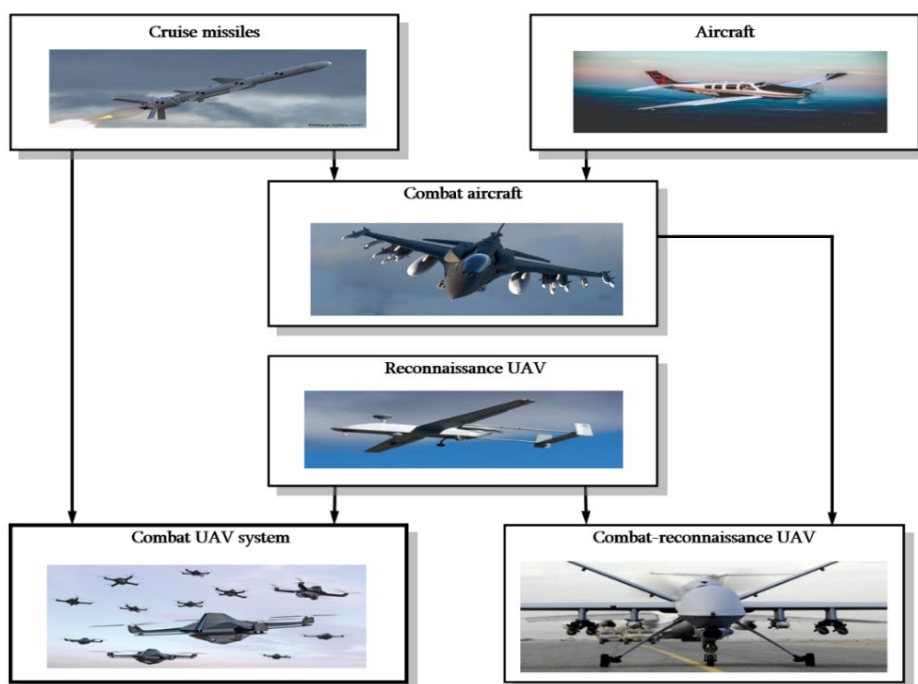 Cruise missiles
Aircraft
Combat aircraft
Reconnaissance UAV
Combat UAV system
Combat-reconnaissance UAV